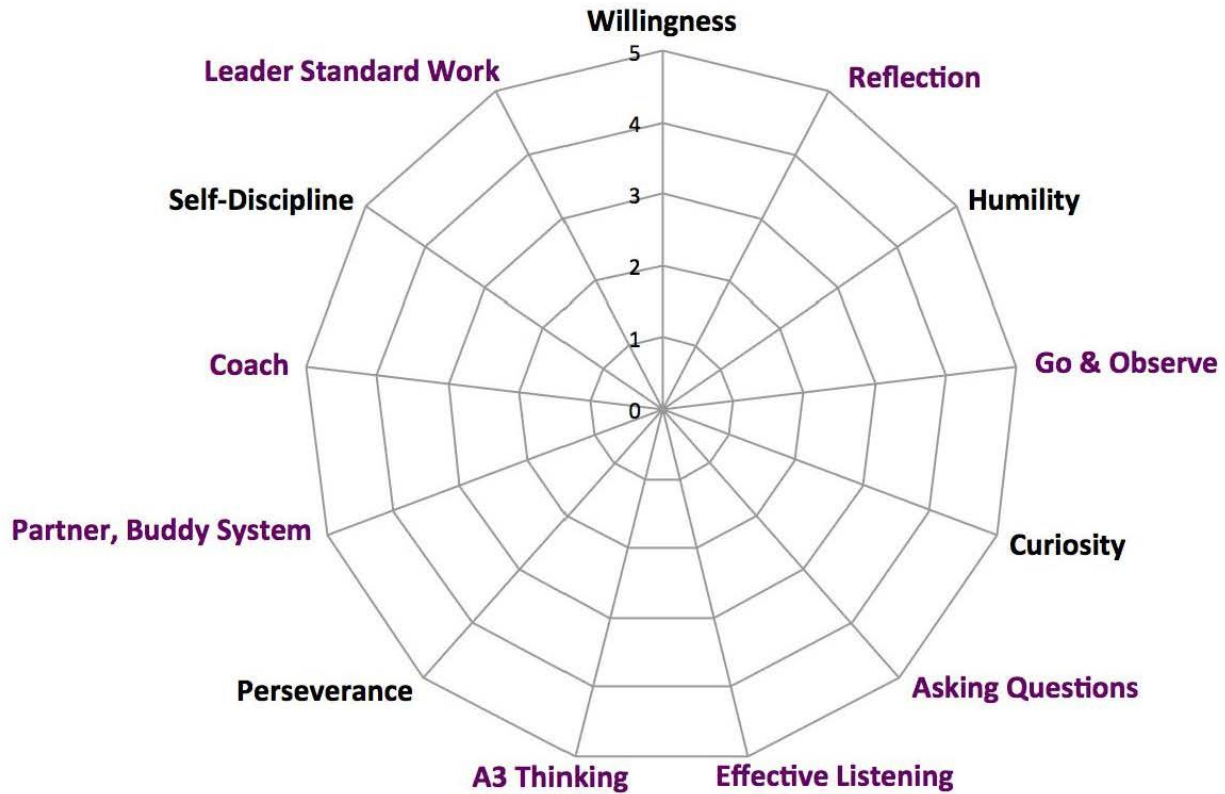 Willingness
Reflection
Humility
Go & Observe
Curiosity
Asking Questions
Effective Listening
A3 Thinking
Perseverance
Partner, Buddy System
Coach
Self-Discipline
Leader Standard Work
5
4
3
2
1
0